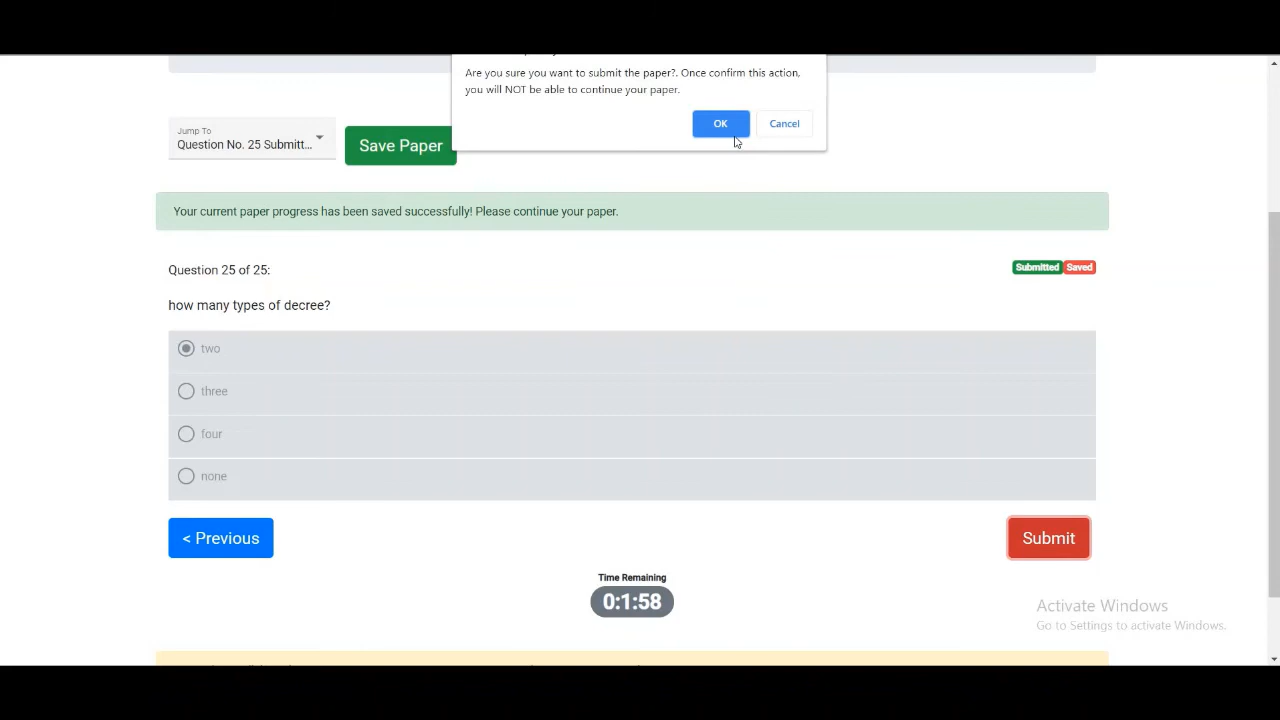 Are you sure you want to submit the paper?. Once confirm this action,
you will NOT be able to continue your paper.
OK
Cancel
Jump To
Question No. 25 Submitt...
Save Paper
Your current paper progress has been saved successfully! Please continue your paper.
Question 25 of 25:
Submitted Saved
how many types of decree?
two
three
four
none
< Previous
Submit
Time Remaining
0:1:58
Activate Windows
Go to Settings to activate Windows.